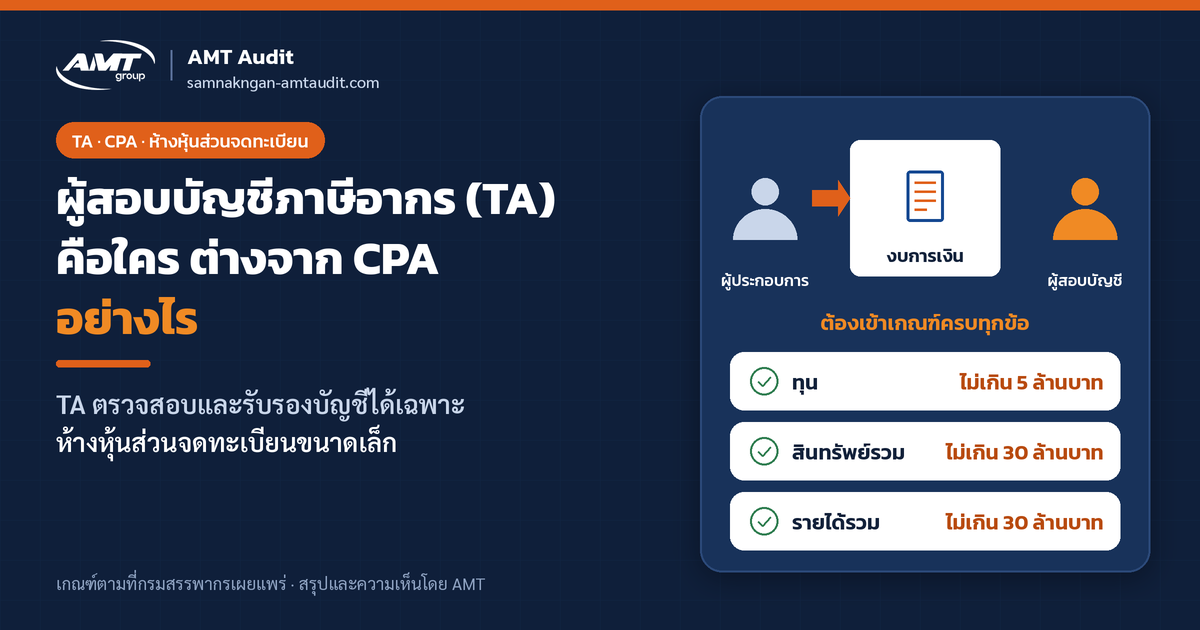 AMT
group
AMT Audit
samnakngan-amtaudit.com
TA · CPA · ห้างหุ้นส่วนจดทะเบียน
ผู้สอบบัญชีภาษีอากร (TA)
คือใคร ต่างจาก CPA
อย่างไร
TA ตรวจสอบและรับรองบัญชีได้เฉพาะ
ห้างหุ้นส่วนจดทะเบียนขนาดเล็ก
เกณฑ์ตามที่กรมสรรพากรเผยแพร่ · สรุปและความเห็นโดย AMT
งบการเงิน
ผู้ประกอบการ
ผู้สอบบัญชี
ต้องเข้าเกณฑ์ครบทุกข้อ
ทุน ไม่เกิน 5 ล้านบาท
สินทรัพย์รวม ไม่เกิน 30 ล้านบาท
รายได้รวม ไม่เกิน 30 ล้านบาท